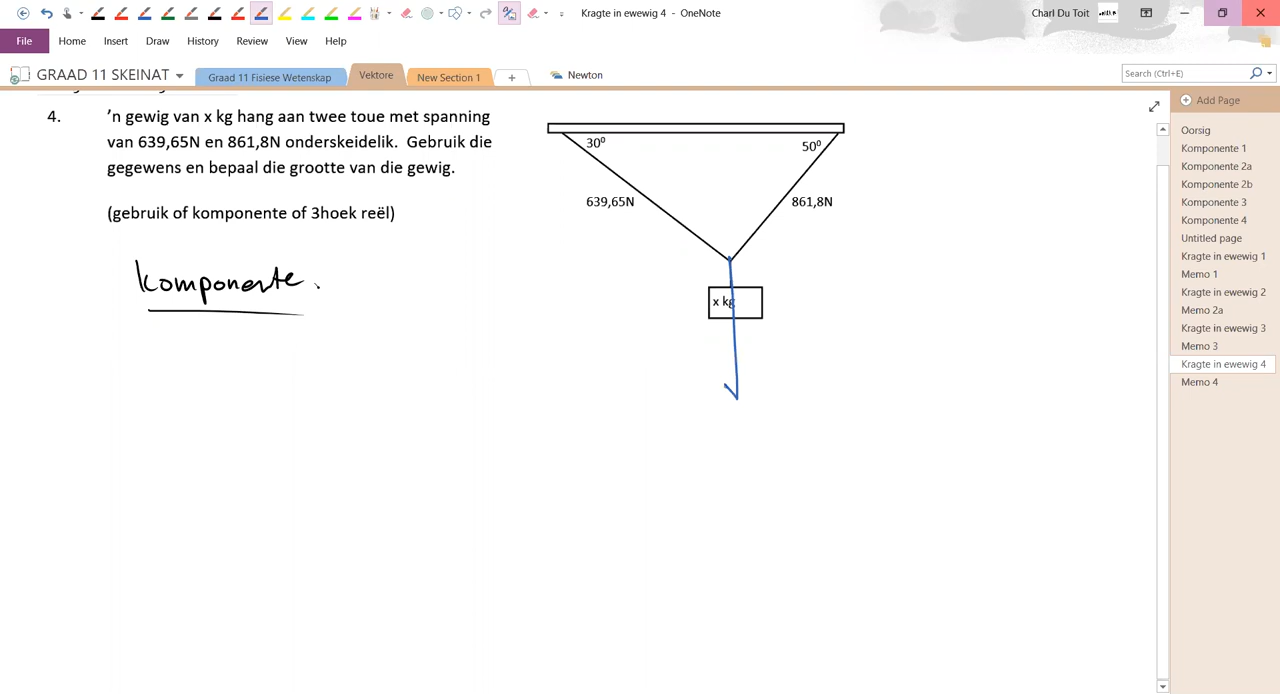 Kragte in ewewig 4 - OneNote
Charl Du Toit
File Home Insert Draw History Review View Help
GRAAD 11 SKEINAT
Graad 11 Fisiese Wetenskap
Vektore
New Section 1
+
Newton
Search (Ctrl+E)
Add Page
4. 'n gewig van x kg hang aan twee toue met spanning
van 639,65N en 861,8N onderskeidelik. Gebruik die
gegewens en bepaal die grootte van die gewig.
(gebruik of komponente of 3hoek reël)
komponente.
30⁰
50⁰
639,65N
861,8N
x kg
Oorsig
Komponente 1
Komponente 2a
Komponente 2b
Komponente 3
Komponente 4
Untitled page
Kragte in ewewig 1
Memo 1
Kragte in ewewig 2
Memo 2a
Kragte in ewewig 3
Memo 3
Kragte in ewewig 4
Memo 4